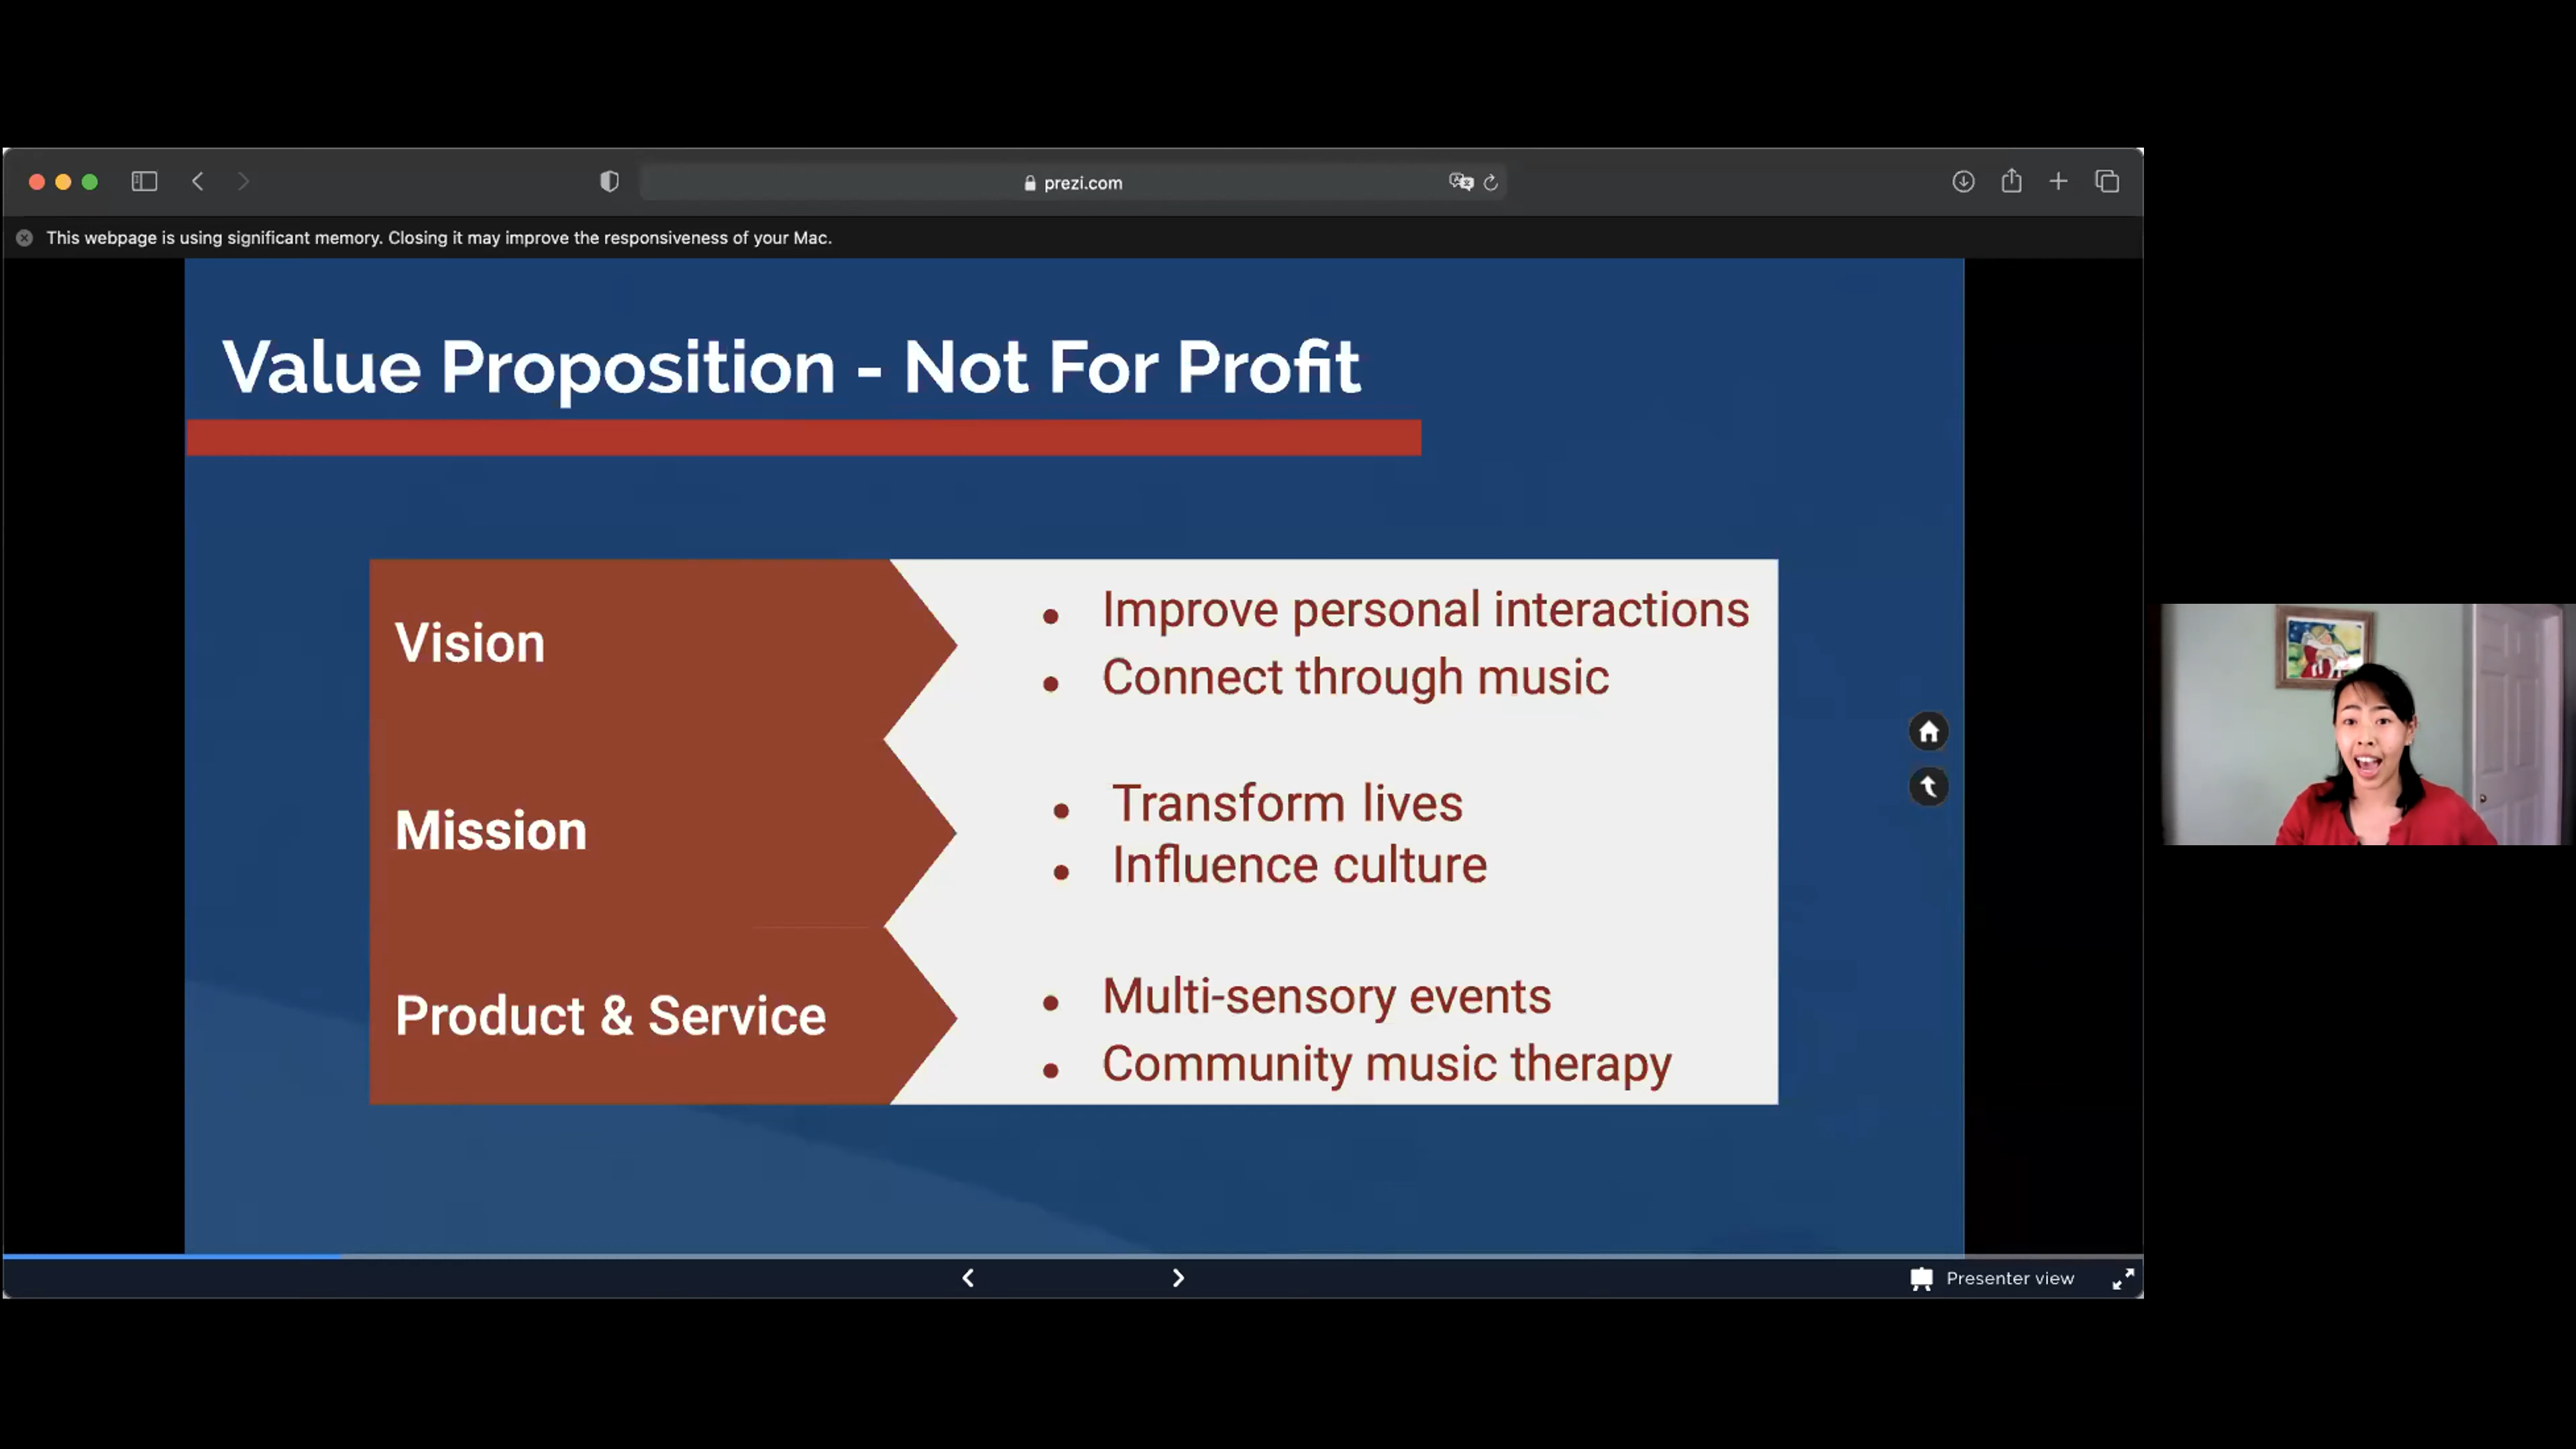 prezi.com
This webpage is using significant memory. Closing it may improve the responsiveness of your Mac.
Value Proposition - Not For Profit
Vision
• Improve personal interactions
• Connect through music
Mission
• Transform lives
• Influence culture
Product & Service
• Multi-sensory events
• Community music therapy
Presenter view